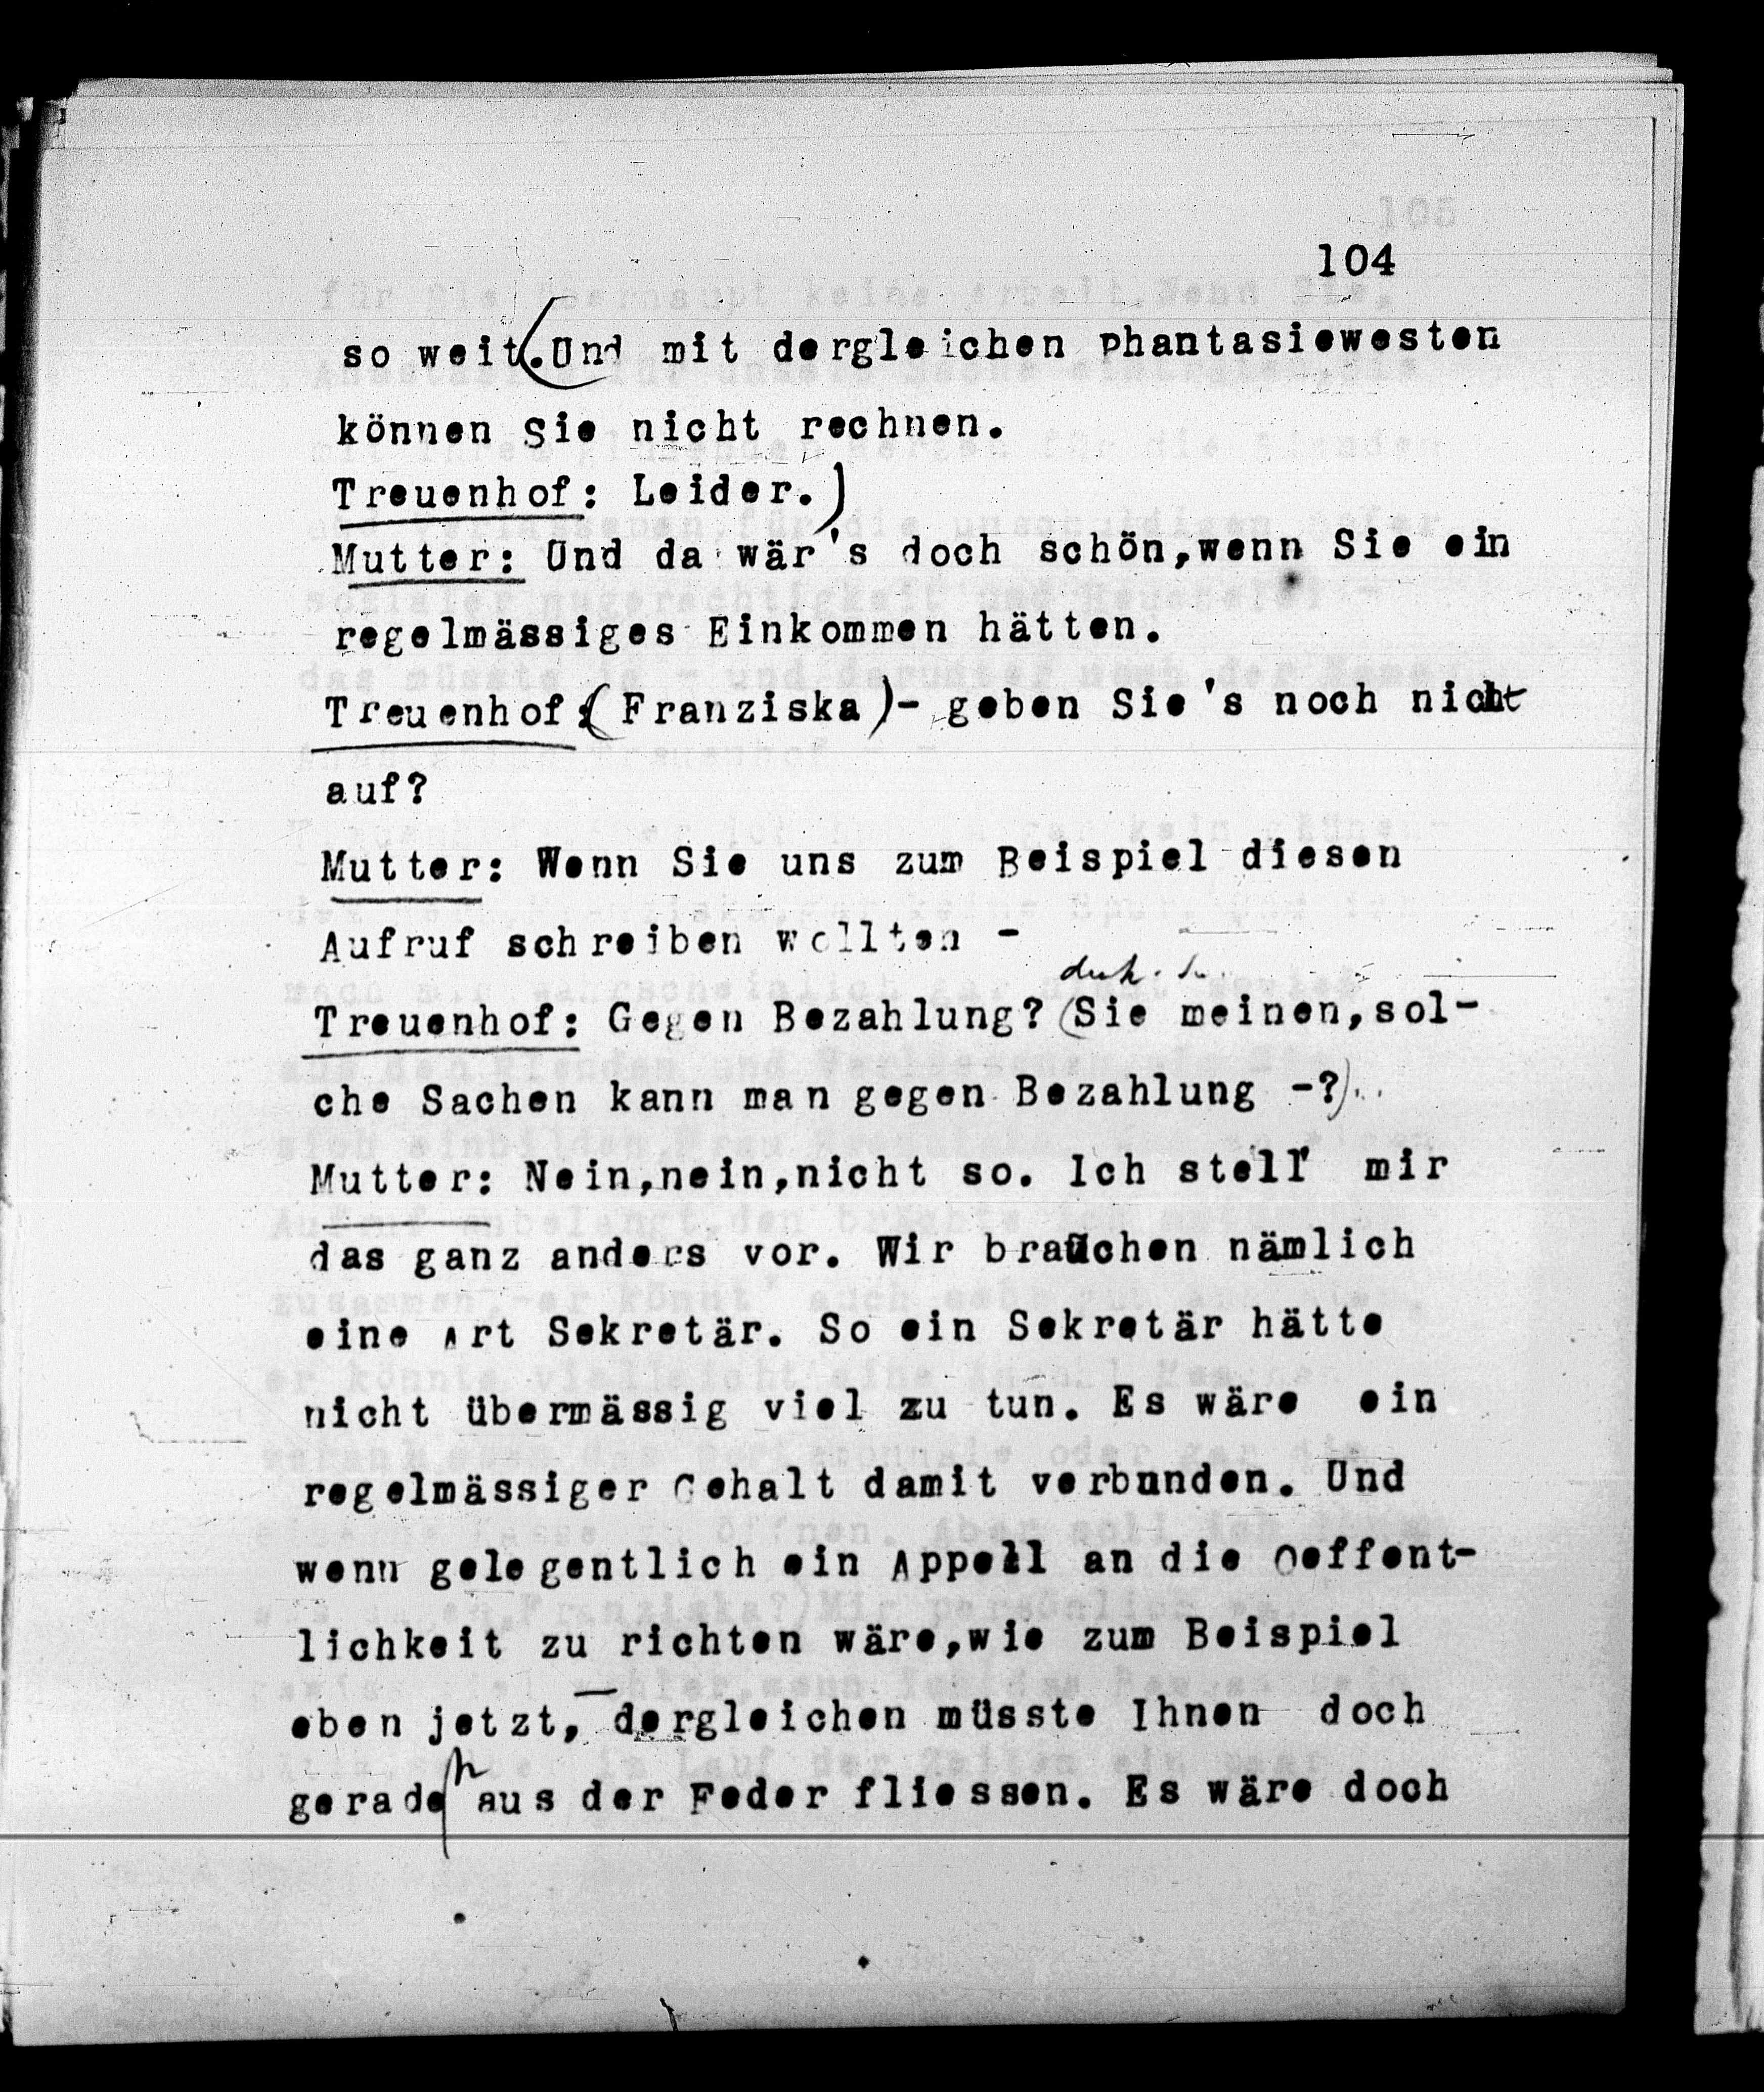 104
so weit.(Und mit dergleichen Phantasiewesten
können Sie nicht rechnen.
Treuenhof: Leider.)
Mutter: Und da wär's doch schön,wenn Sie ein
regelmässiges Einkommen hätten.
Treuenhof:(Franziska)- geben Sie's noch nicht
auf?
Mutter: Wenn Sie uns zum Beispiel diesen
Aufruf schreiben wollten -
Treuenhof: Gegen Bezahlung? (Sie meinen,sol-
che Sachen kann man gegen Bezahlung -?)..
Mutter: Nein,nein,nicht so. Ich stell' mir
das ganz anders vor. Wir brauchen nämlich
eine Art Sekretär. So ein Sekretär hätte
nicht übermässig viel zu tun. Es wäre ein
regelmässiger Gehalt damit verbunden. Und
wenn gelegentlich ein Appell an die Oeffent-
lichkeit zu richten wäre,wie zum Beispiel
eben jetzt, - dergleichen müsste Ihnen doch
gerade aus der Feder fliessen. Es wäre doch